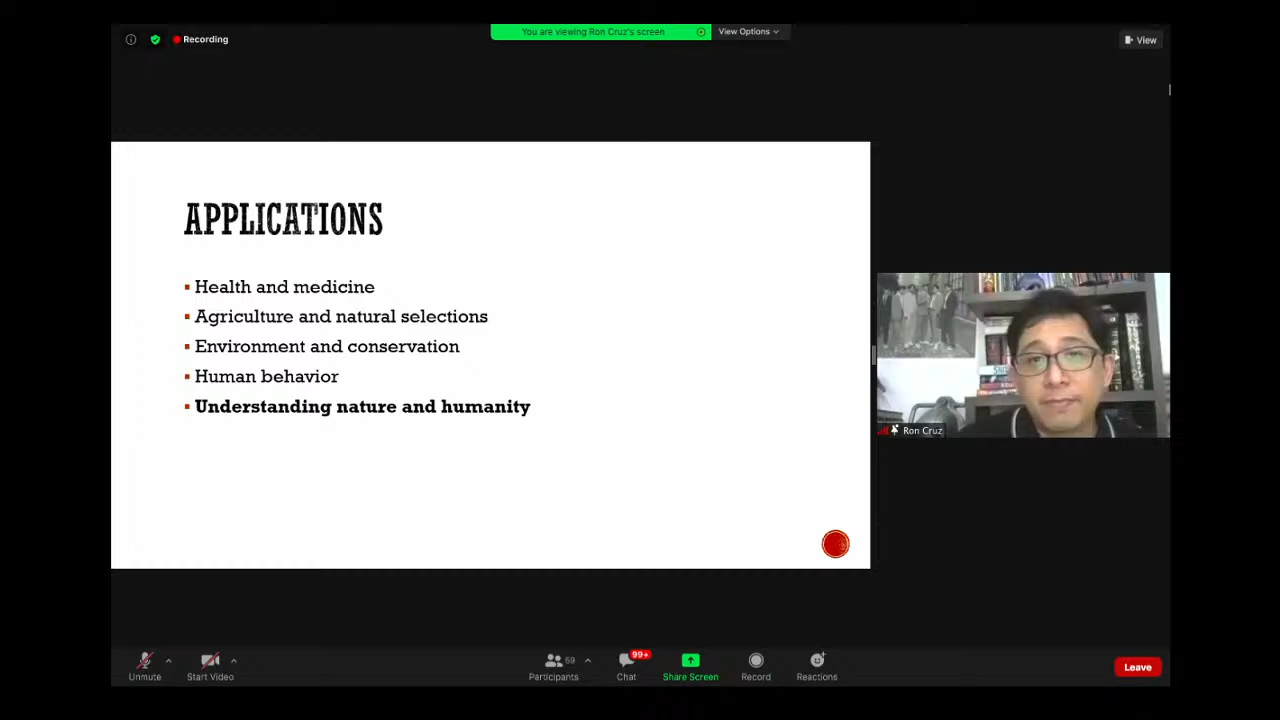 Recording
You are viewing Ron Cruz's screen
View Options
View
APPLICATIONS
Health and medicine
Agriculture and natural selections
Environment and conservation
Human behavior
Understanding nature and humanity
Ron Cruz
Unmute
Start Video
59
Participants
99+
Chat
Share Screen
Record
Reactions
Leave